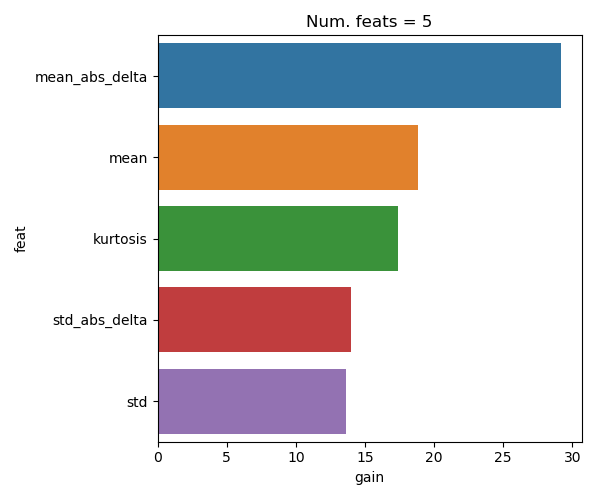 Num. feats = 5
feat
mean_abs_delta
mean
kurtosis
std_abs_delta
std
0 5 10 15 20 25 30
gain